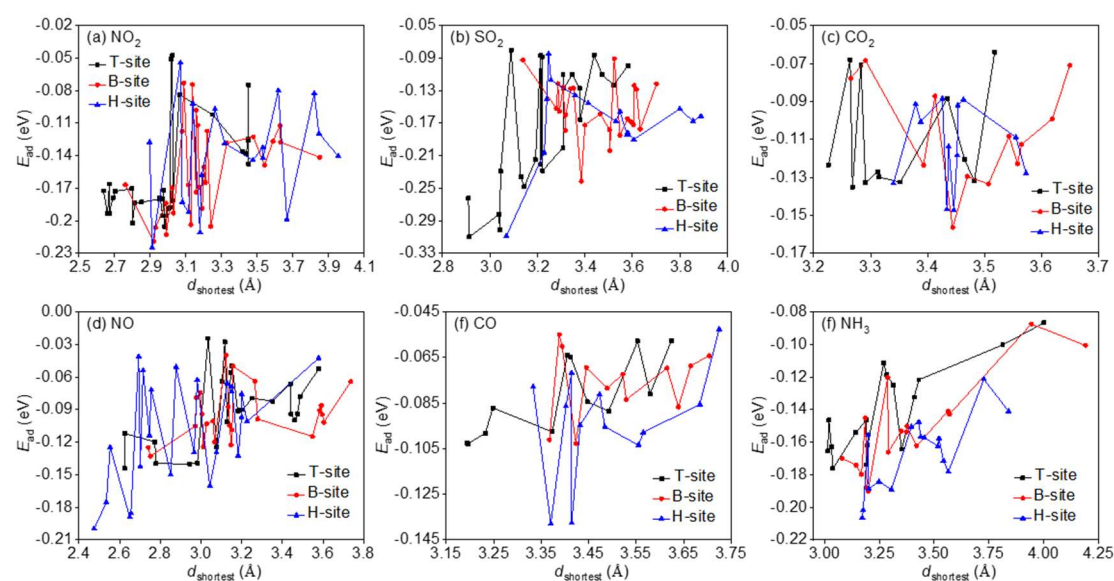 (a) NO2
T-site
B-site
H-site
-0.02
-0.05
-0.08
-0.11
-0.14
-0.17
-0.2
-0.23
Ead (eV)
2.5 2.7 2.9 3.1 3.3 3.5 3.7 3.9 4.1
dshortest (Å)
(b) SO2
T-site
B-site
H-site
-0.05
-0.09
-0.13
-0.17
-0.21
-0.25
-0.29
-0.33
Ead (eV)
2.8 3.0 3.2 3.4 3.6 3.8 4.0
dshortest (Å)
(c) CO2
T-site
B-site
H-site
-0.05
-0.07
-0.09
-0.11
-0.13
-0.15
-0.17
Ead (eV)
3.2 3.3 3.4 3.5 3.6 3.7
dshortest (Å)
(d) NO
T-site
B-site
H-site
0.00
-0.03
-0.06
-0.09
-0.12
-0.15
-0.18
-0.21
Ead (eV)
2.4 2.6 2.8 3.0 3.2 3.4 3.6 3.8
dshortest (Å)
(f) CO
T-site
B-site
H-site
-0.045
-0.065
-0.085
-0.105
-0.125
-0.145
Ead (eV)
3.15 3.25 3.35 3.45 3.55 3.65 3.75
dshortest (Å)
(f) NH3
T-site
B-site
H-site
-0.08
-0.10
-0.12
-0.14
-0.16
-0.18
-0.20
-0.22
Ead (eV)
3.00 3.25 3.50 3.75 4.00 4.25
dshortest (Å)